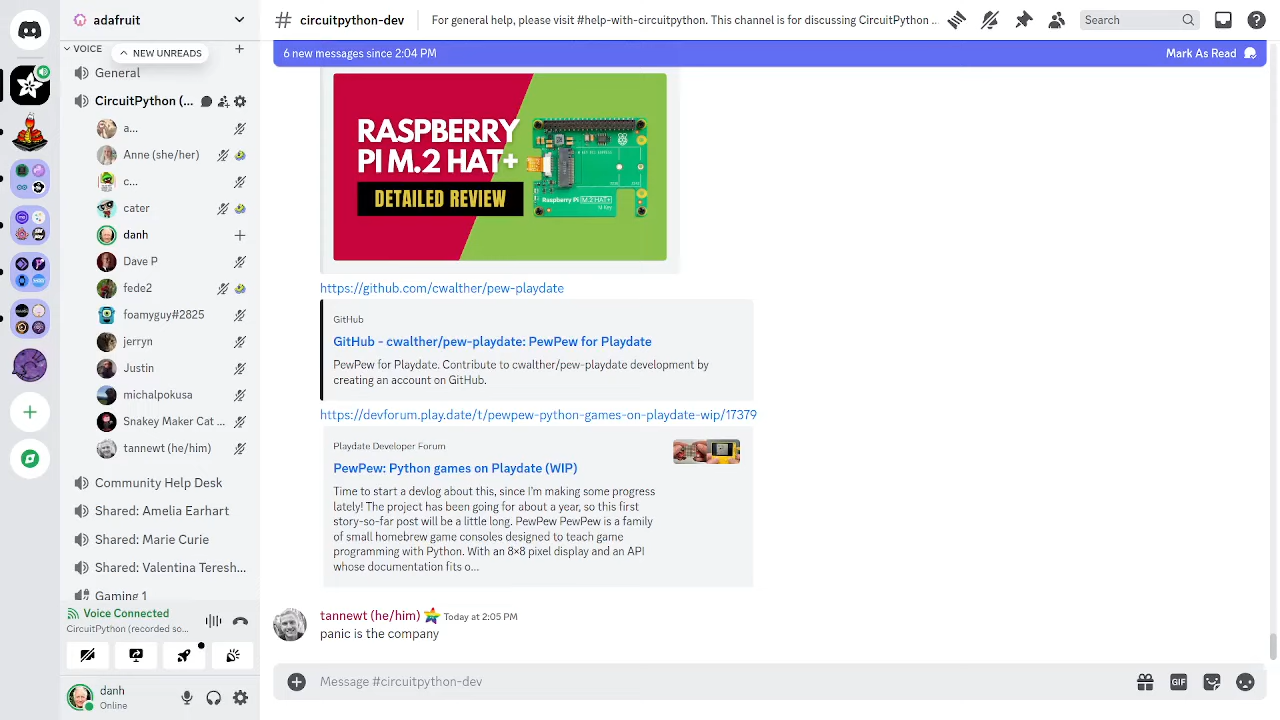 adafruit
# circuitpython-dev
For general help, please visit #help-with-circuitpython. This channel is for discussing CircuitPython ...
Search
VOICE
NEW UNREADS
6 new messages since 2:04 PM
Mark As Read
General
CircuitPython (...
a...
Anne (she/her)
c...
cater
danh
Dave P
fede2
foamyguy#2825
jerryn
Justin
michalpokusa
Snakey Maker Cat ...
tannewt (he/him)
Community Help Desk
Shared: Amelia Earhart
Shared: Marie Curie
Shared: Valentina Teresh...
Gaming 1
Voice Connected
CircuitPython (recorded so...
danh
Online
RASPBERRY
PI M.2 HAT+
DETAILED REVIEW
Raspberry Pi M.2 HAT+
M Key
https://github.com/cwalther/pew-playdate
GitHub
GitHub - cwalther/pew-playdate: PewPew for Playdate
PewPew for Playdate. Contribute to cwalther/pew-playdate development by
creating an account on GitHub.
https://devforum.play.date/t/pewpew-python-games-on-playdate-wip/17379
Playdate Developer Forum
PewPew: Python games on Playdate (WIP)
Time to start a devlog about this, since I'm making some progress
lately! The project has been going for about a year, so this first
story-so-far post will be a little long. PewPew PewPew is a family
of small homebrew game consoles designed to teach game
programming with Python. With an 8×8 pixel display and an API
whose documentation fits o...
tannewt (he/him) Today at 2:05 PM
panic is the company
Message #circuitpython-dev
GIF